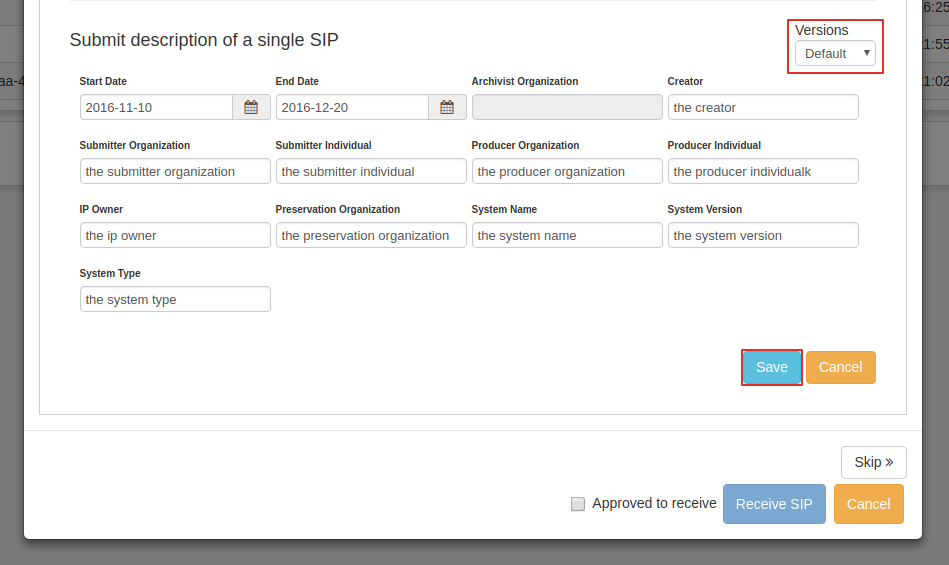 6:25
Versions
Submit description of a single SIP
Default
1:55
aa-4
1:02
Start Date End Date Archivist Organization Creator
2016-11-10 2016-12-20 the creator
Submitter Organization Submitter Individual Producer Organization Producer Individual
the submitter organization the submitter individual the producer organization the producer individualk
IP Owner Preservation Organization System Name System Version
the ip owner the preservation organization the system name the system version
System Type
the system type
Save Cancel
Skip »
Approved to receive Receive SIP Cancel